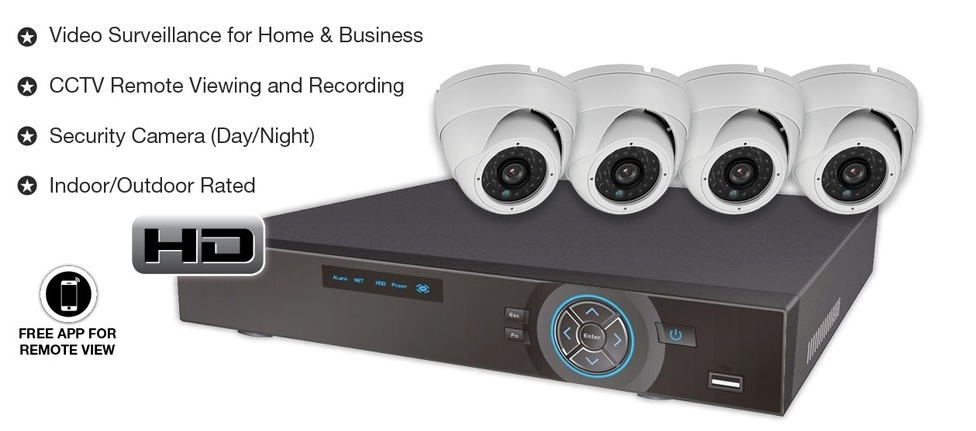 Video Surveillance for Home & Business
CCTV Remote Viewing and Recording
Security Camera (Day/Night)
Indoor/Outdoor Rated
HD
FREE APP FOR
REMOTE VIEW
Alarm NET HDD Power
Esc
Fn
Enter